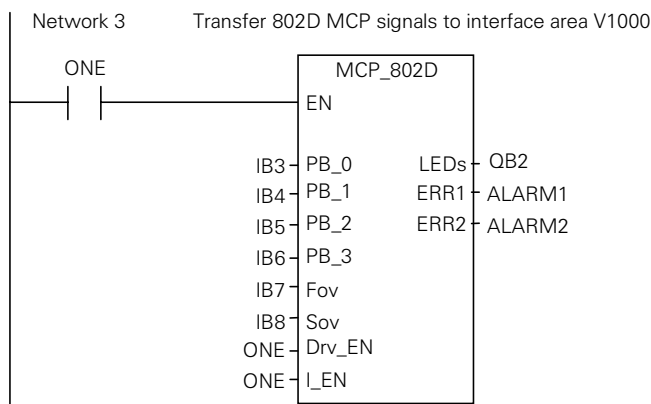 Network 3 Transfer 802D MCP signals to interface area V1000
ONE
MCP_802D
EN
IB3 PB_0 LEDs QB2
IB4 PB_1 ERR1 ALARM1
IB5 PB_2 ERR2 ALARM2
IB6 PB_3
IB7 Fov
IB8 Sov
ONE Drv_EN
ONE I_EN